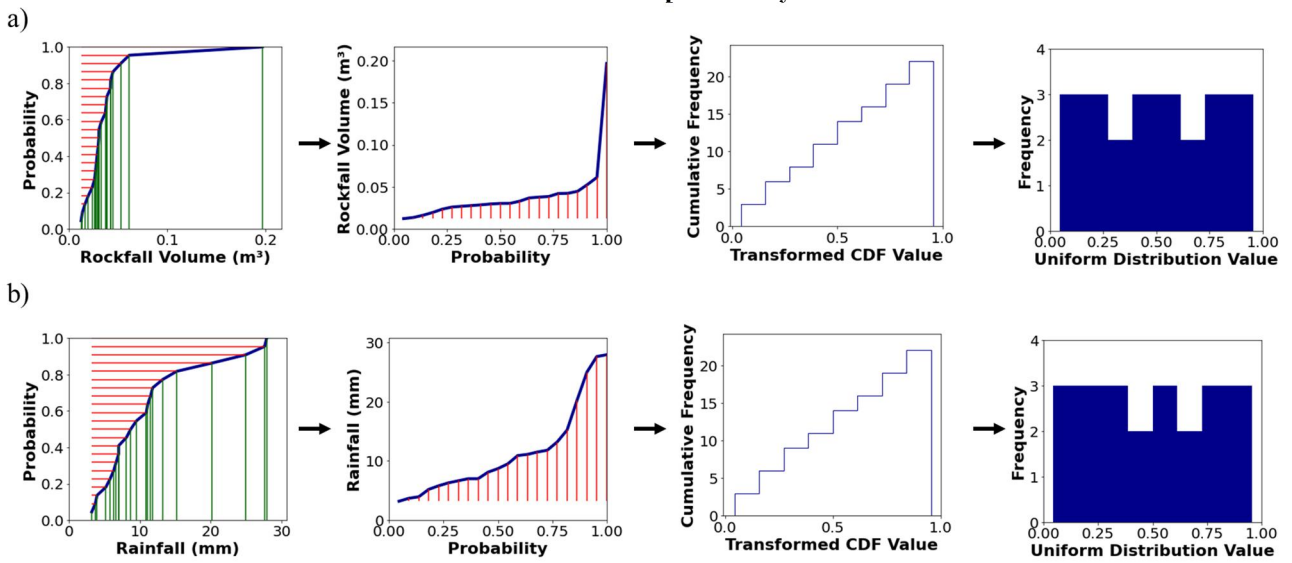 a)
Probability
1.0
0.8
0.6
0.4
0.2
0.0
0.0 0.1 0.2
Rockfall Volume (m³)
Rockfall Volume (m³)
0.20
0.15
0.10
0.05
0.00
0.00 0.25 0.50 0.75 1.00
Probability
Cumulative Frequency
20
15
10
5
0
0.0 0.5 1.0
Transformed CDF Value
Frequency
4
3
2
1
0
0.00 0.25 0.50 0.75 1.00
Uniform Distribution Value
b)
Probability
1.0
0.8
0.6
0.4
0.2
0.0
0 10 20 30
Rainfall (mm)
Rainfall (mm)
30
20
10
0
0.00 0.25 0.50 0.75 1.00
Probability
Cumulative Frequency
20
15
10
5
0
0.0 0.5 1.0
Transformed CDF Value
Frequency
4
3
2
1
0
0.00 0.25 0.50 0.75 1.00
Uniform Distribution Value